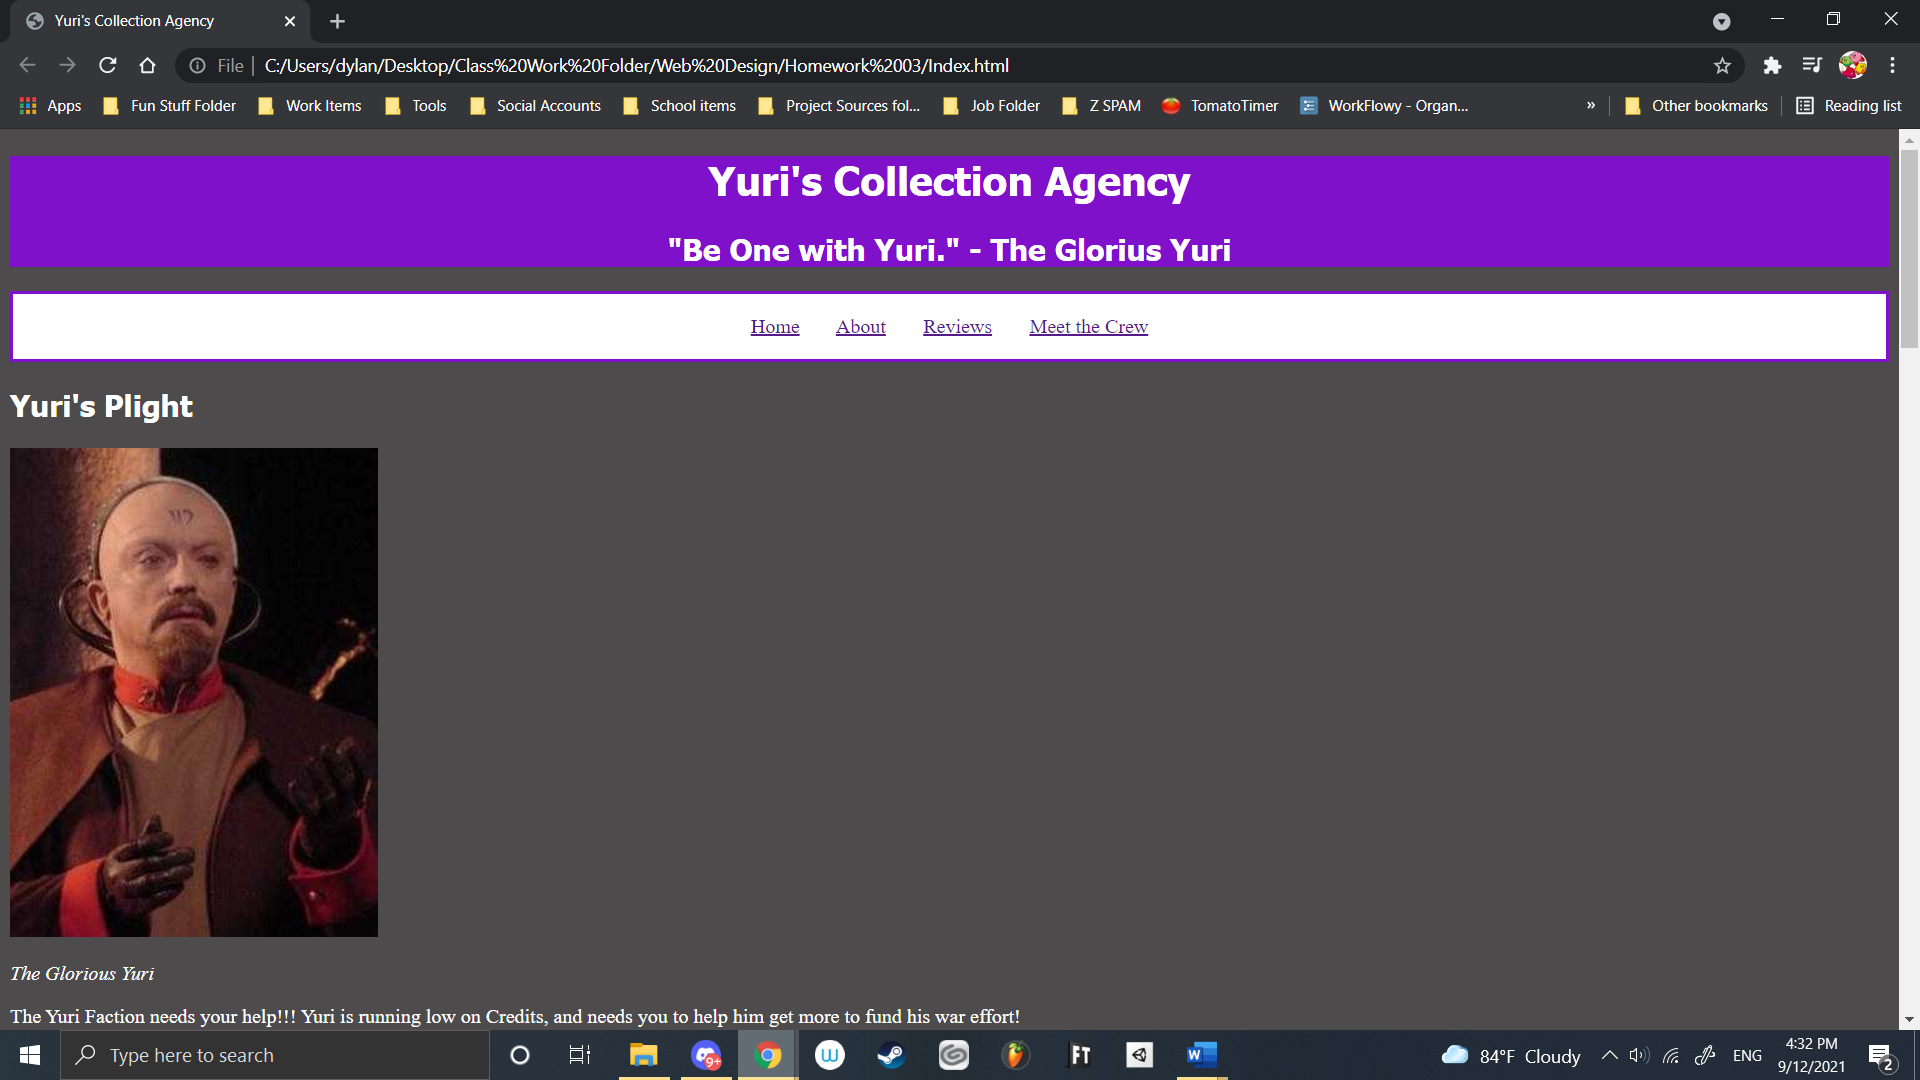 Yuri's Collection Agency
File
C:/Users/dylan/Desktop/Class%20Work%20Folder/Web%20Design/Homework%2003/Index.html
Apps Fun Stuff Folder Work Items Tools Social Accounts School items Project Sources fol... Job Folder Z SPAM TomatoTimer WorkFlowy - Organ... » Other bookmarks Reading list
Yuri's Collection Agency
"Be One with Yuri." - The Glorius Yuri
Home About Reviews Meet the Crew
Yuri's Plight
The Glorious Yuri
The Yuri Faction needs your help!!! Yuri is running low on Credits, and needs you to help him get more to fund his war effort!
Type here to search
9+
FT
84°F Cloudy
ENG
4:32 PM
9/12/2021
2